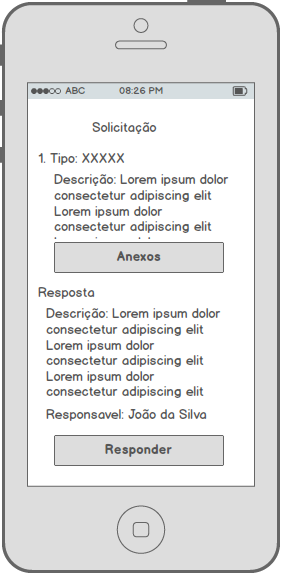 ABC 08:26 PM
Solicitação
1. Tipo: XXXXX
Descrição: Lorem ipsum dolor
consectetur adipiscing elit
Lorem ipsum dolor
consectetur adipiscing elit
Anexos
Resposta
Descrição: Lorem ipsum dolor
consectetur adipiscing elit
Lorem ipsum dolor
consectetur adipiscing elit
Lorem ipsum dolor
consectetur adipiscing elit
Responsavel: João da Silva
Responder